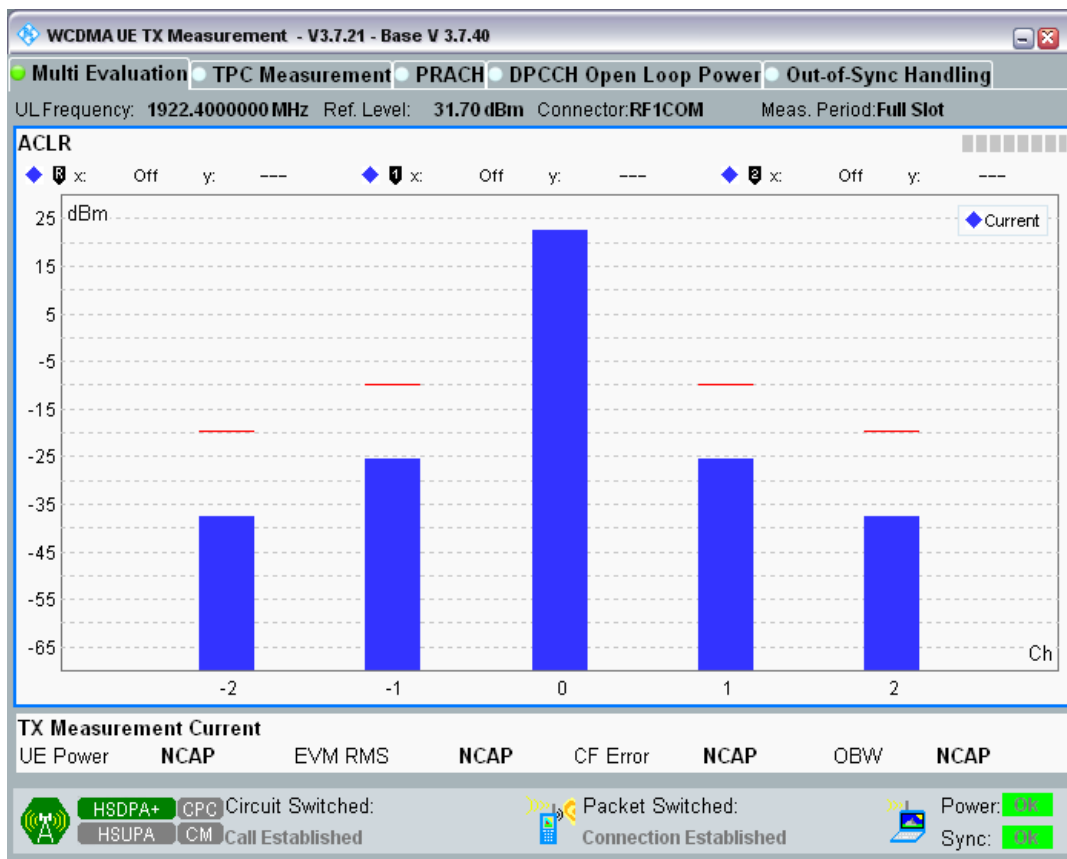 WCDMA UE TX Measurement - V3.7.21 - Base V 3.7.40
Multi Evaluation TPC Measurement PRACH DPCCH Open Loop Power Out-of-Sync Handling
UL Frequency: 1922.4000000 MHz Ref. Level: 31.70 dBm Connector:RF1COM Meas. Period:Full Slot
ACLR
R x: Off y: --- 1 x: Off y: --- 2 x: Off y: ---
dBm
Current
25
15
5
-5
-15
-25
-35
-45
-55
-65
Ch
-2 -1 0 1 2
TX Measurement Current
UE Power NCAP EVM RMS NCAP CF Error NCAP OBW NCAP
HSDPA+ CPC Circuit Switched: Packet Switched: Power: OK
HSUPA CM Call Established Connection Established Sync: OK